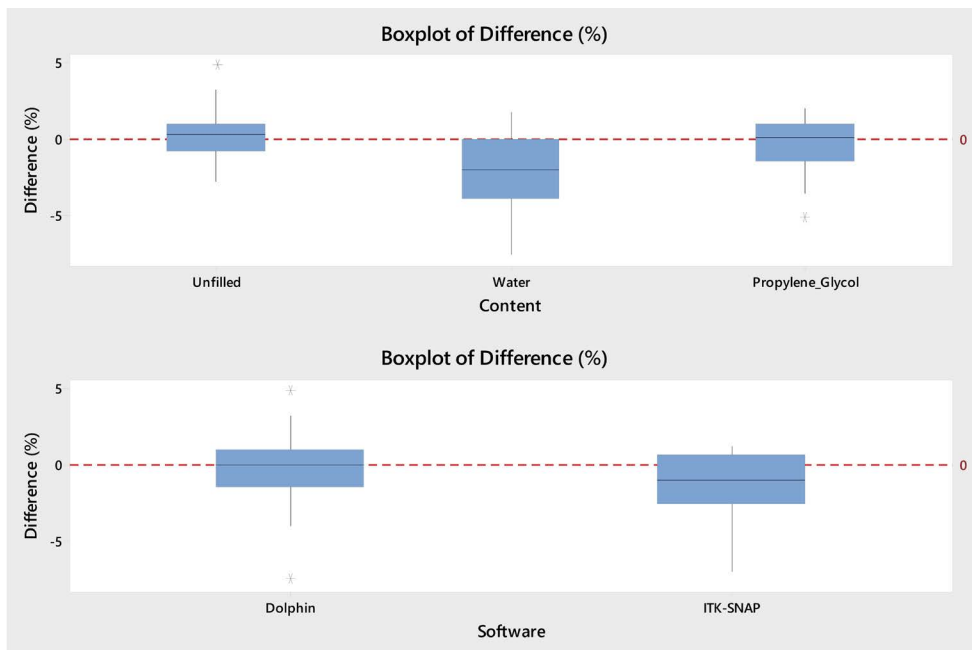 Boxplot of Difference (%)
Difference (%)
5
0
-5
0
Unfilled Water Propylene_Glycol
Content
Boxplot of Difference (%)
Difference (%)
5
0
-5
0
Dolphin ITK-SNAP
Software